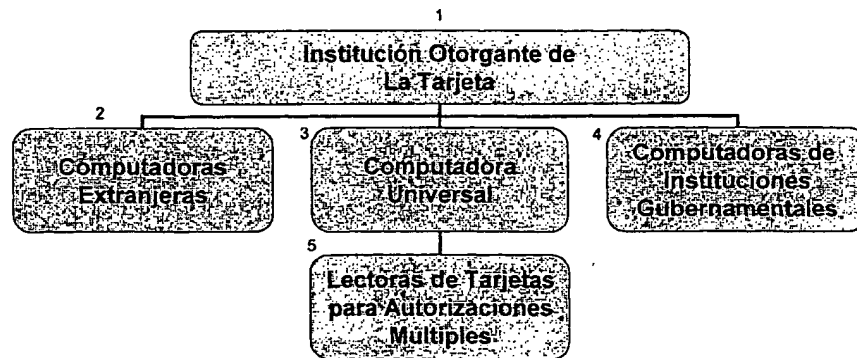 1
Institución Otorgante de
La Tarjeta
2
Computadoras
Extranjeras
3
Computadora
Universal
4
Computadoras de
Instituciones
Gubernamentales
5
Lectoras de Tarjetas
para Autorizaciones
Multiples